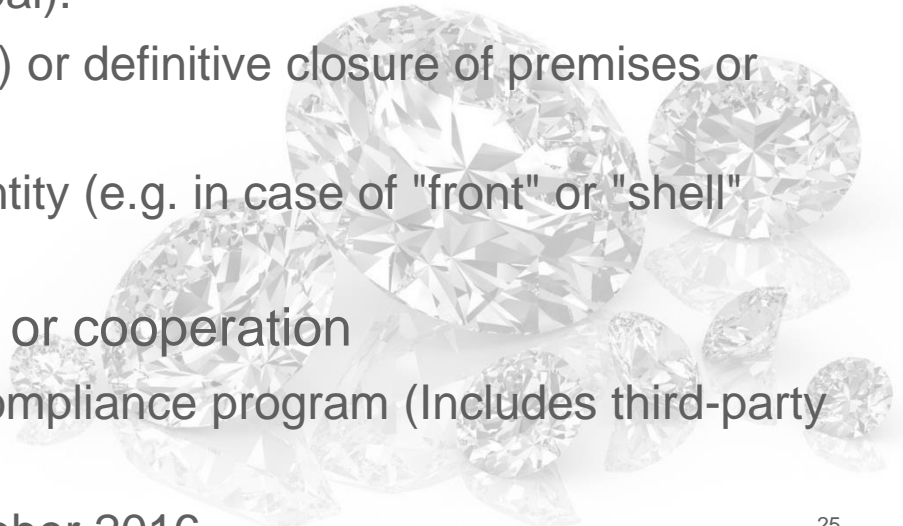 ) or definitive closure of premises or
ntity (e.g. in case of "front" or "shell"
or cooperation
ompliance program (Includes third-party
2016
25